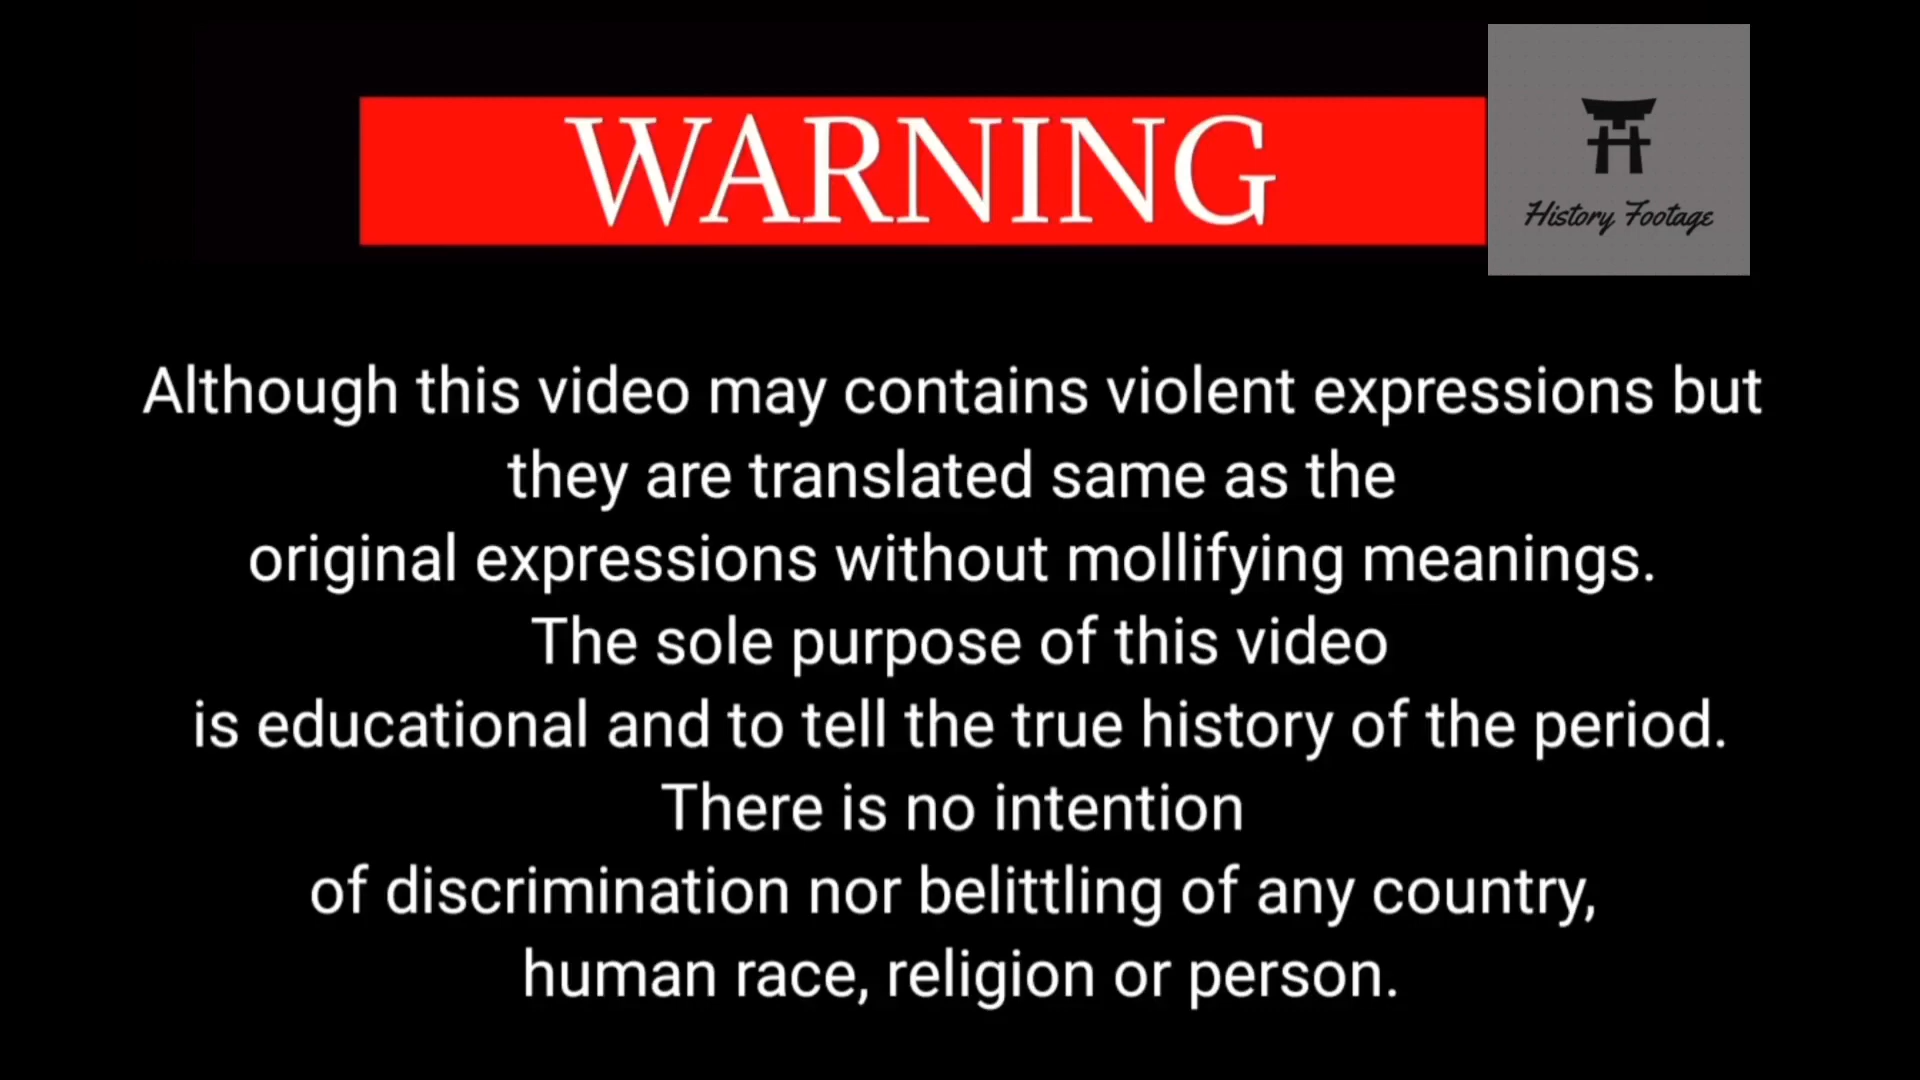 WARNING
History Footage
Although this video may contains violent expressions but
they are translated same as the
original expressions without mollifying meanings.
The sole purpose of this video
is educational and to tell the true history of the period.
There is no intention
of discrimination nor belittling of any country,
human race, religion or person.